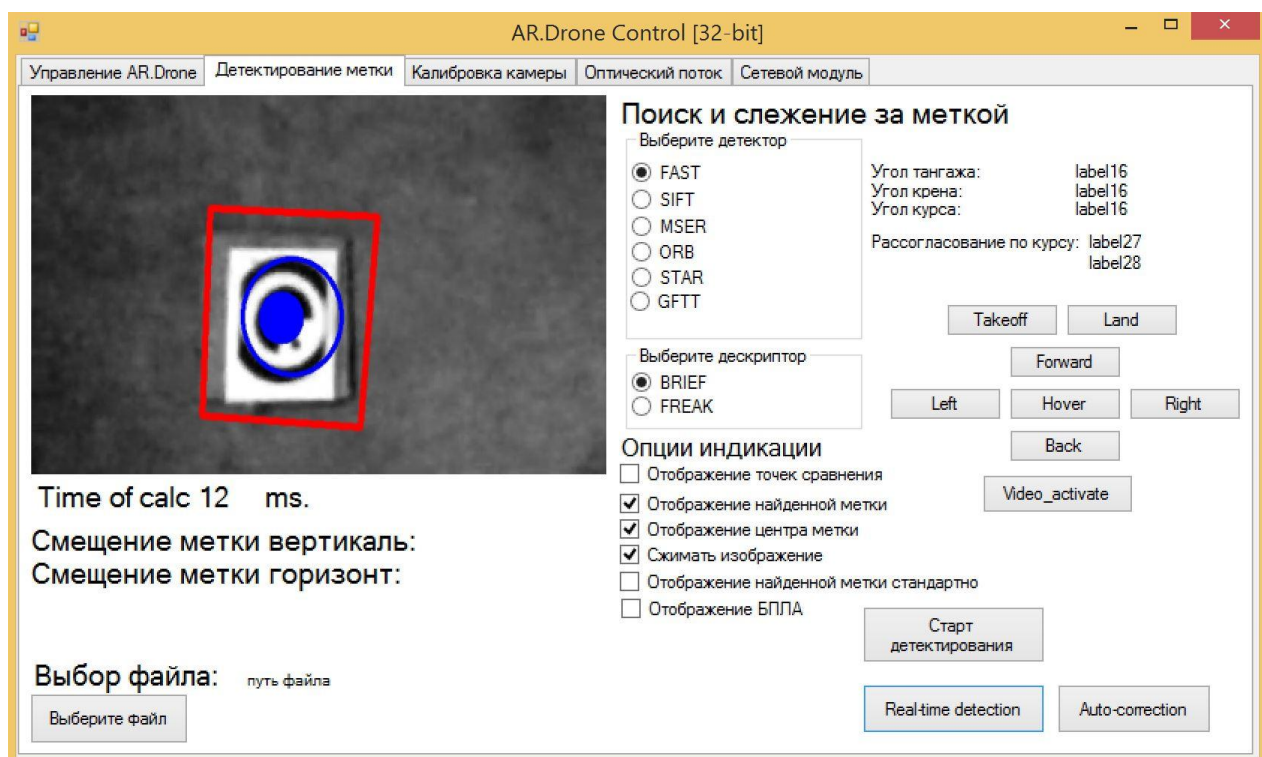 AR.Drone Control [32-bit]
Управление AR.Drone
Детектирование метки
Калибровка камеры
Оптический поток
Сетевой модуль
Поиск и слежение за меткой
Выберите детектор
FAST
SIFT
MSER
ORB
STAR
GFTT
Угол тангажа: label16
Угол крена: label16
Угол курса: label16
Рассогласование по курсу: label27
label28
Takeoff
Land
Forward
Left
Hover
Right
Back
Video_activate
Выберите дескриптор
BRIEF
FREAK
Опции индикации
Отображение точек сравнения
Отображение найденной метки
Отображение центра метки
Сжимать изображение
Отображение найденной метки стандартно
Отображение БППА
Time of calc 12 ms.
Смещение метки вертикаль:
Смещение метки горизонт:
Старт
детектирования
Выбор файла: путь файла
Выберите файл
Real-time detection
Auto-correction